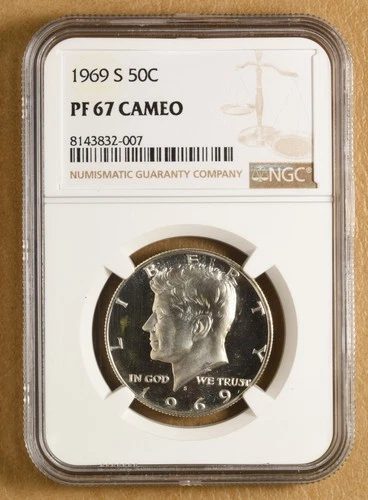 1969 S 50C
PF 67 CAMEO
8143832-007
NUMISMATIC GUARANTY COMPANY
NGC
LIBERTY
IN GOD WE TRUST
S
1969